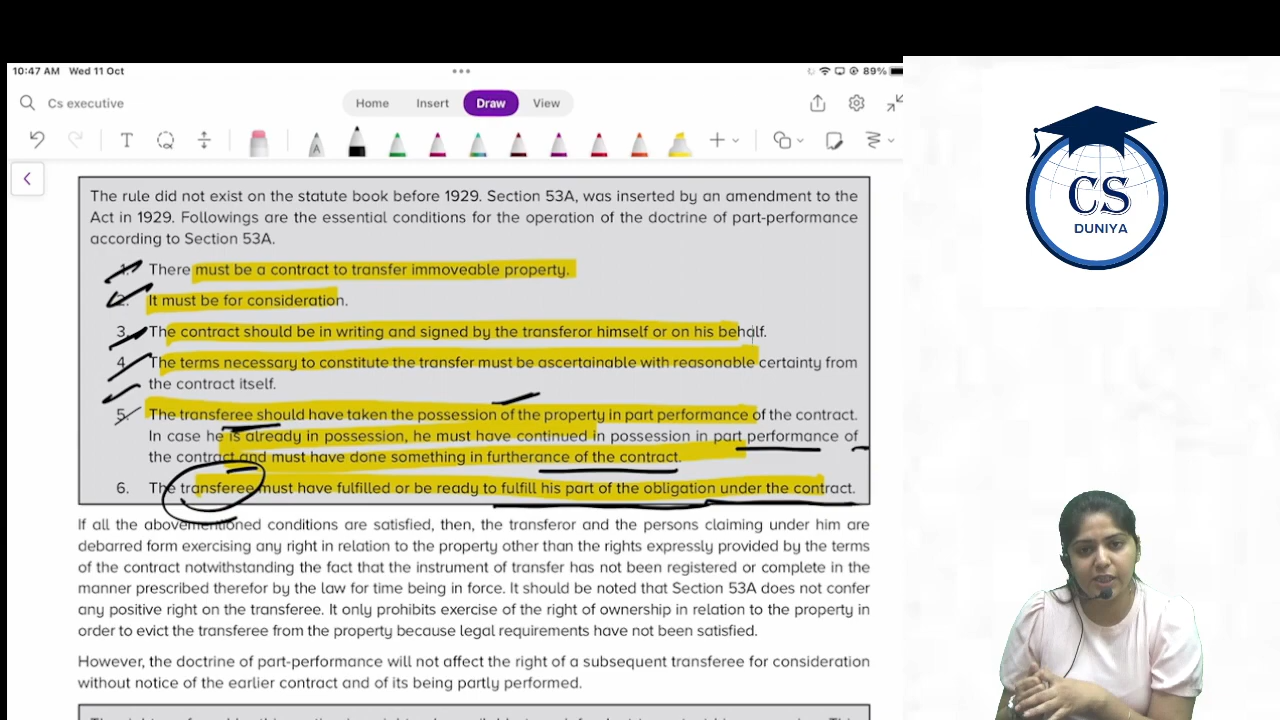 10:47 AM Wed 11 Oct
89%
Cs executive
Home Insert Draw View
The rule did not exist on the statute book before 1929. Section 53A, was inserted by an amendment to the
Act in 1929. Followings are the essential conditions for the operation of the doctrine of part-performance
according to Section 53A.
1. There must be a contract to transfer immoveable property.
2. It must be for consideration.
3. The contract should be in writing and signed by the transferor himself or on his behalf.
4. The terms necessary to constitute the transfer must be ascertainable with reasonable certainty from
the contract itself.
5. The transferee should have taken the possession of the property in part performance of the contract.
In case he is already in possession, he must have continued in possession in part performance of
the contract and must have done something in furtherance of the contract.
6. The transferee must have fulfilled or be ready to fulfill his part of the obligation under the contract.
If all the abovementioned conditions are satisfied, then, the transferor and the persons claiming under him are
debarred form exercising any right in relation to the property other than the rights expressly provided by the terms
of the contract notwithstanding the fact that the instrument of transfer has not been registered or complete in the
manner prescribed therefor by the law for time being in force. It should be noted that Section 53A does not confer
any positive right on the transferee. It only prohibits exercise of the right of ownership in relation to the property in
order to evict the transferee from the property because legal requirements have not been satisfied.
However, the doctrine of part-performance will not affect the right of a subsequent transferee for consideration
without notice of the earlier contract and of its being partly performed.
CS
DUNIYA